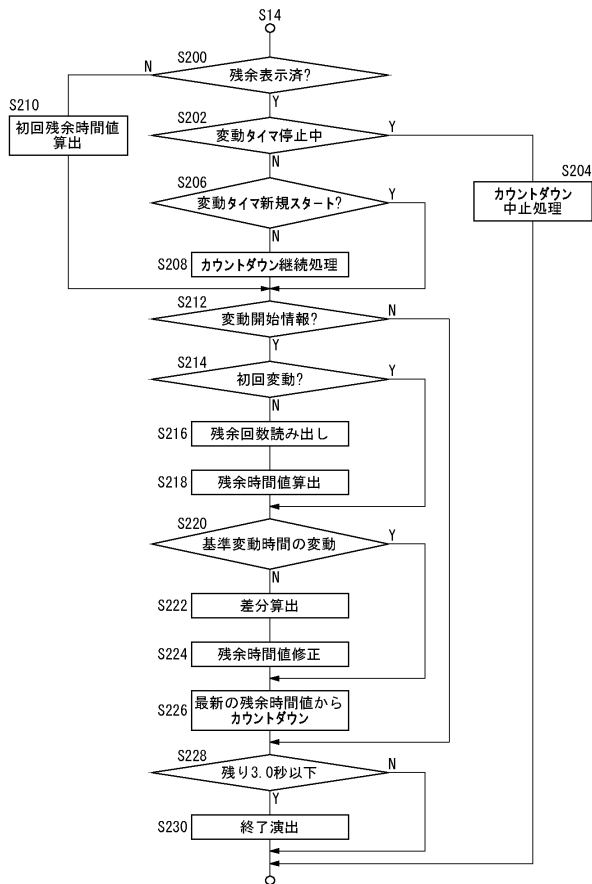 S14
S200
残余表示済?
N
Y
S210
初回残余時間値
算出
S202
変動タイマ停止中
Y
N
S204
カウントダウン
中止処理
S206
変動タイマ新規スタート?
Y
N
S208
カウントダウン継続処理
S212
変動開始情報?
N
Y
S214
初回変動?
Y
N
S216
残余回数読み出し
S218
残余時間値算出
S220
基準変動時間の変動
Y
N
S222
差分算出
S224
残余時間値修正
S226
最新の残余時間値から
カウントダウン
S228
残り3.0秒以下
N
Y
S230
終了演出